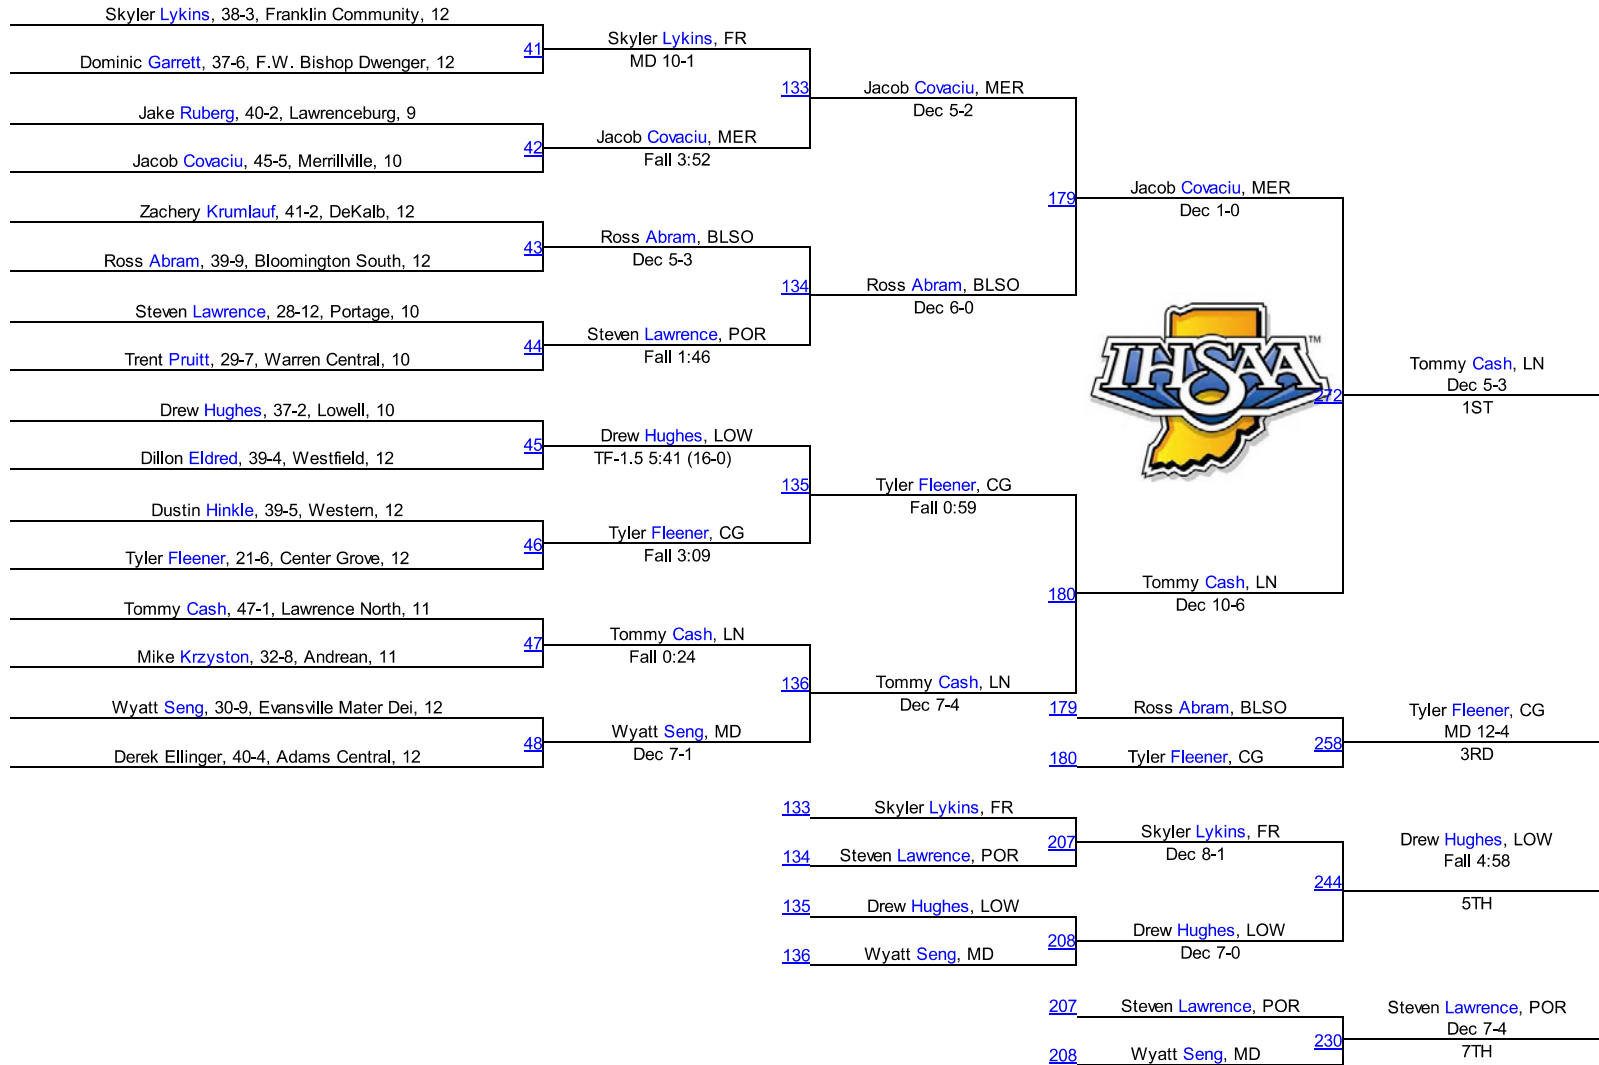 Skyler Lykins, 38-3, Franklin Community, 12
41
Dominic Garrett, 37-6, F.W. Bishop Dwenger, 12
Skyler Lykins, FR
MD 10-1
133
Jake Ruberg, 40-2, Lawrenceburg, 9
42
Jacob Covaciu, 45-5, Merrillville, 10
Jacob Covaciu, MER
Fall 3:52
Jacob Covaciu, MER
Dec 5-2
179
Zachery Krumlauf, 41-2, DeKalb, 12
43
Ross Abram, 39-9, Bloomington South, 12
Ross Abram, BLSO
Dec 5-3
134
Steven Lawrence, 28-12, Portage, 10
44
Trent Pruitt, 29-7, Warren Central, 10
Steven Lawrence, POR
Fall 1:46
Ross Abram, BLSO
Dec 6-0
Jacob Covaciu, MER
Dec 1-0
IHSAA™
272
Tommy Cash, LN
Dec 5-3
1ST
Drew Hughes, 37-2, Lowell, 10
45
Dillon Eldred, 39-4, Westfield, 12
Drew Hughes, LOW
TF-1.5 5:41 (16-0)
135
Dustin Hinkle, 39-5, Western, 12
46
Tyler Fleener, 21-6, Center Grove, 12
Tyler Fleener, CG
Fall 3:09
Tyler Fleener, CG
Fall 0:59
180
Tommy Cash, LN
Dec 10-6
Tommy Cash, 47-1, Lawrence North, 11
47
Mike Krzyston, 32-8, Andrean, 11
Tommy Cash, LN
Fall 0:24
136
Wyatt Seng, 30-9, Evansville Mater Dei, 12
48
Derek Ellinger, 40-4, Adams Central, 12
Wyatt Seng, MD
Dec 7-1
Tommy Cash, LN
Dec 7-4
179
Ross Abram, BLSO
258
180
Tyler Fleener, CG
Tyler Fleener, CG
MD 12-4
3RD
133
Skyler Lykins, FR
207
134
Steven Lawrence, POR
Skyler Lykins, FR
Dec 8-1
244
135
Drew Hughes, LOW
208
136
Wyatt Seng, MD
Drew Hughes, LOW
Dec 7-0
Drew Hughes, LOW
Fall 4:58
5TH
207
Steven Lawrence, POR
230
208
Wyatt Seng, MD
Steven Lawrence, POR
Dec 7-4
7TH